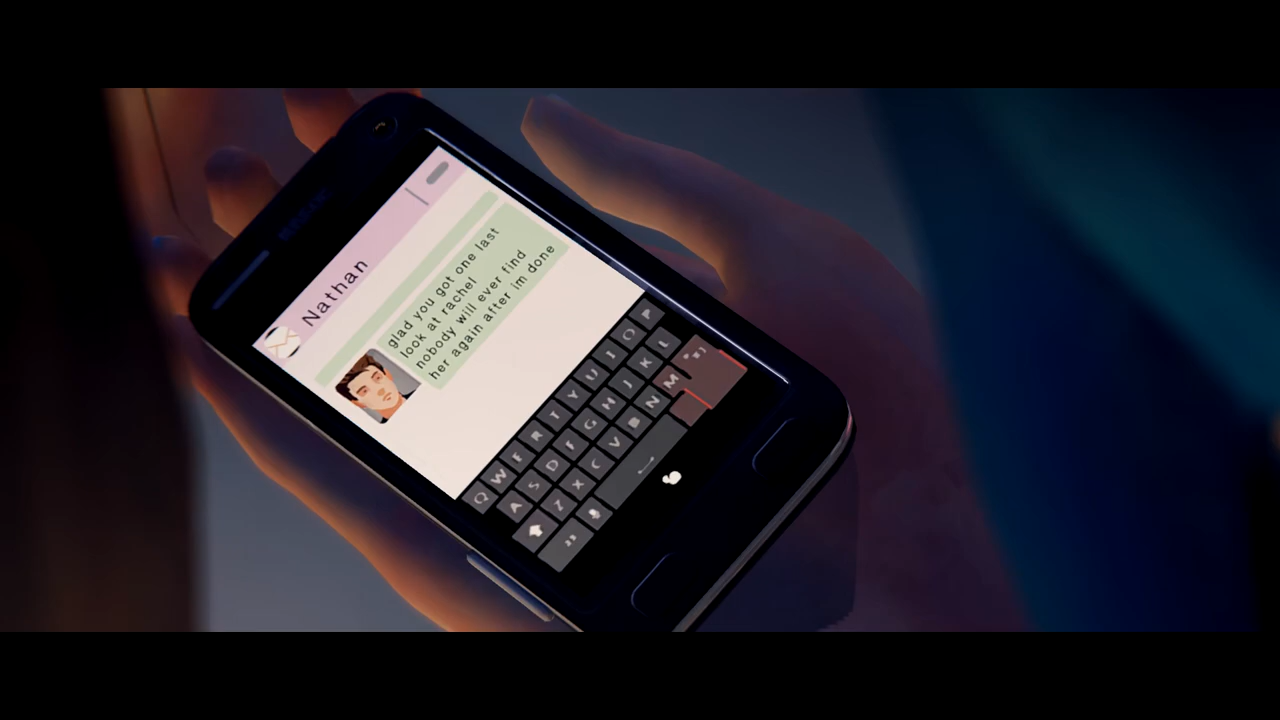 Nathan
glad you got one last
look at rachel
nobody will ever find
her again after im done
Q W E R T Y U I O P
A S D F G H J K L
Z X C V B N M